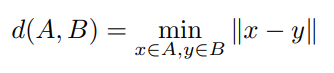 d(A, B) = min_{x∈A,y∈B} ‖x − y‖